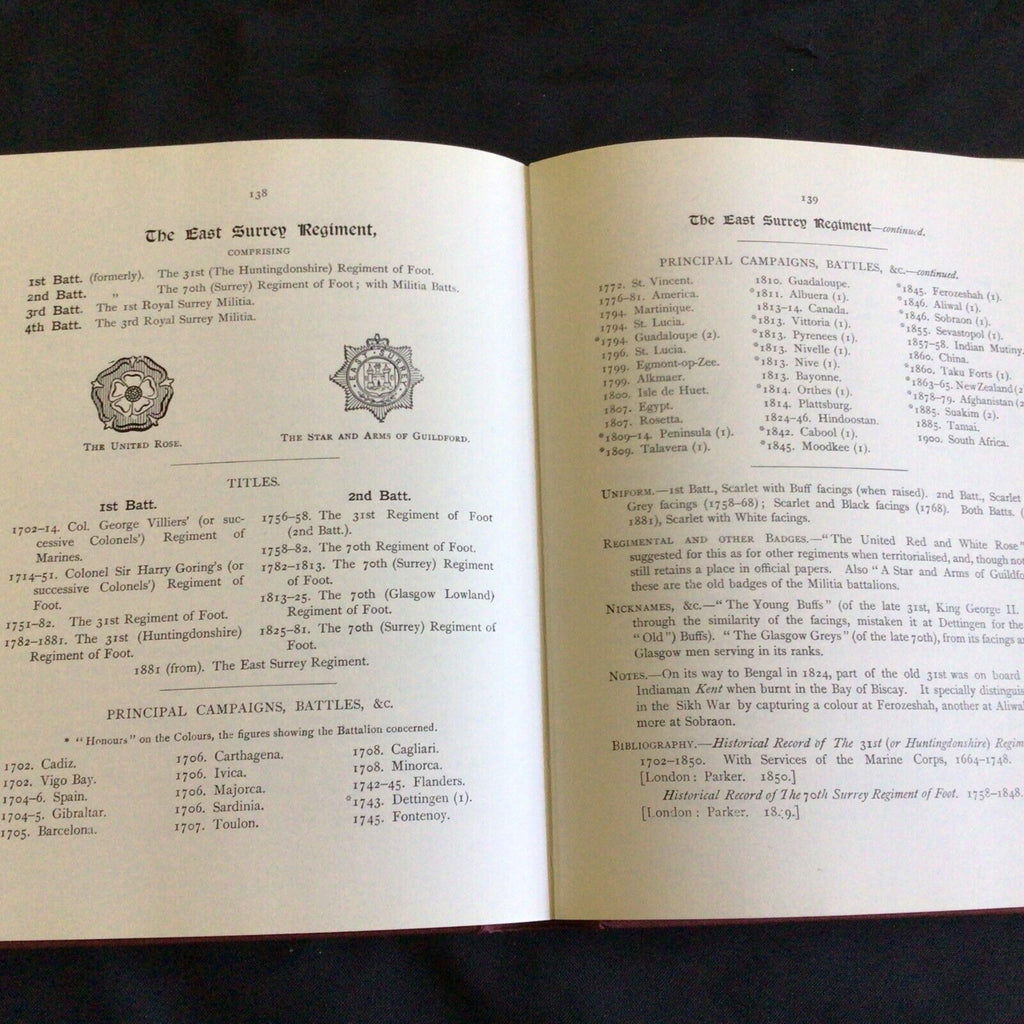 138
The East Surrey Regiment,
COMPRISING
1st Batt. (formerly). The 31st (The Huntingdonshire) Regiment of Foot.
2nd Batt. „ The 70th (Surrey) Regiment of Foot; with Militia Batts.
3rd Batt. The 1st Royal Surrey Militia.
4th Batt. The 3rd Royal Surrey Militia.
EAST SURREY
THE UNITED ROSE.
THE STAR AND ARMS OF GUILDFORD.
TITLES.
1st Batt.
1702–14. Col. George Villiers' (or suc-
cessive Colonels') Regiment of
Marines.
1714–51. Colonel Sir Harry Goring's (or
successive Colonels') Regiment of
Foot.
1751–82. The 31st Regiment of Foot.
1782–1881. The 31st (Huntingdonshire)
Regiment of Foot.
2nd Batt.
1756–58. The 31st Regiment of Foot
(2nd Batt.).
1758–82. The 70th Regiment of Foot.
1782–1813. The 70th (Surrey) Regiment
of Foot.
1813–25. The 70th (Glasgow Lowland)
Regiment of Foot.
1825–81. The 70th (Surrey) Regiment of
Foot.
1881 (from). The East Surrey Regiment.
PRINCIPAL CAMPAIGNS, BATTLES, &c.
* "Honours" on the Colours, the figures showing the Battalion concerned.
1702. Cadiz.
1702. Vigo Bay.
1704–6. Spain.
1704–5. Gibraltar.
1705. Barcelona.
1706. Carthagena.
1706. Ivica.
1706. Majorca.
1706. Sardinia.
1707. Toulon.
1708. Cagliari.
1708. Minorca.
1742–45. Flanders.
*1743. Dettingen (1).
1745. Fontenoy.
139
The East Surrey Regiment—continued.
PRINCIPAL CAMPAIGNS, BATTLES, &c.—continued.
1772. St. Vincent.
1776–81. America.
1794. Martinique.
1794. St. Lucia.
*1794. Guadaloupe (2).
1796. St. Lucia.
1799. Egmont-op-Zee.
1799. Alkmaer.
1800. Isle de Huet.
1807. Egypt.
1807. Rosetta.
*1809–14. Peninsula (1).
*1809. Talavera (1).
1810. Guadaloupe.
*1811. Albuera (1).
1813–14. Canada.
*1813. Vittoria (1).
*1813. Pyrenees (1).
*1813. Nivelle (1).
*1813. Nive (1).
1813. Bayonne.
*1814. Orthes (1).
1814. Plattsburg.
1824–46. Hindoostan.
*1842. Cabool (1).
*1845. Moodkee (1).
*1845. Ferozeshah (1).
*1846. Aliwal (1).
*1846. Sobraon (1).
*1855. Sevastopol (1).
1857–58. Indian Mutiny.
1860. China.
*1860. Taku Forts (1).
*1863–65. New Zealand (2
*1878–79. Afghanistan (2
*1885. Suakim (2).
1885. Tamai.
1900. South Africa.
UNIFORM.—1st Batt., Scarlet with Buff facings (when raised). 2nd Batt., Scarlet
Grey facings (1758–68); Scarlet and Black facings (1768). Both Batts. (
1881), Scarlet with White facings.
REGIMENTAL AND OTHER BADGES.—"The United Red and White Rose"
suggested for this as for other regiments when territorialised, and, though not
still retains a place in official papers. Also "A Star and Arms of Guildfo
these are the old badges of the Militia battalions.
NICKNAMES, &c.—"The Young Buffs" (of the late 31st, King George II.
through the similarity of the facings, mistaken it at Dettingen for the
"Old") Buffs). "The Glasgow Greys" (of the late 70th), from its facings a
Glasgow men serving in its ranks.
NOTES.—On its way to Bengal in 1824, part of the old 31st was on board
Indiaman Kent when burnt in the Bay of Biscay. It specially distinguis
in the Sikh War by capturing a colour at Ferozeshah, another at Aliwa
more at Sobraon.
BIBLIOGRAPHY.—Historical Record of The 31st (or Huntingdonshire) Regim
1702–1850. With Services of the Marine Corps, 1664–1748.
[London: Parker. 1850.]
Historical Record of The 70th Surrey Regiment of Foot. 1758–1848.
[London: Parker.